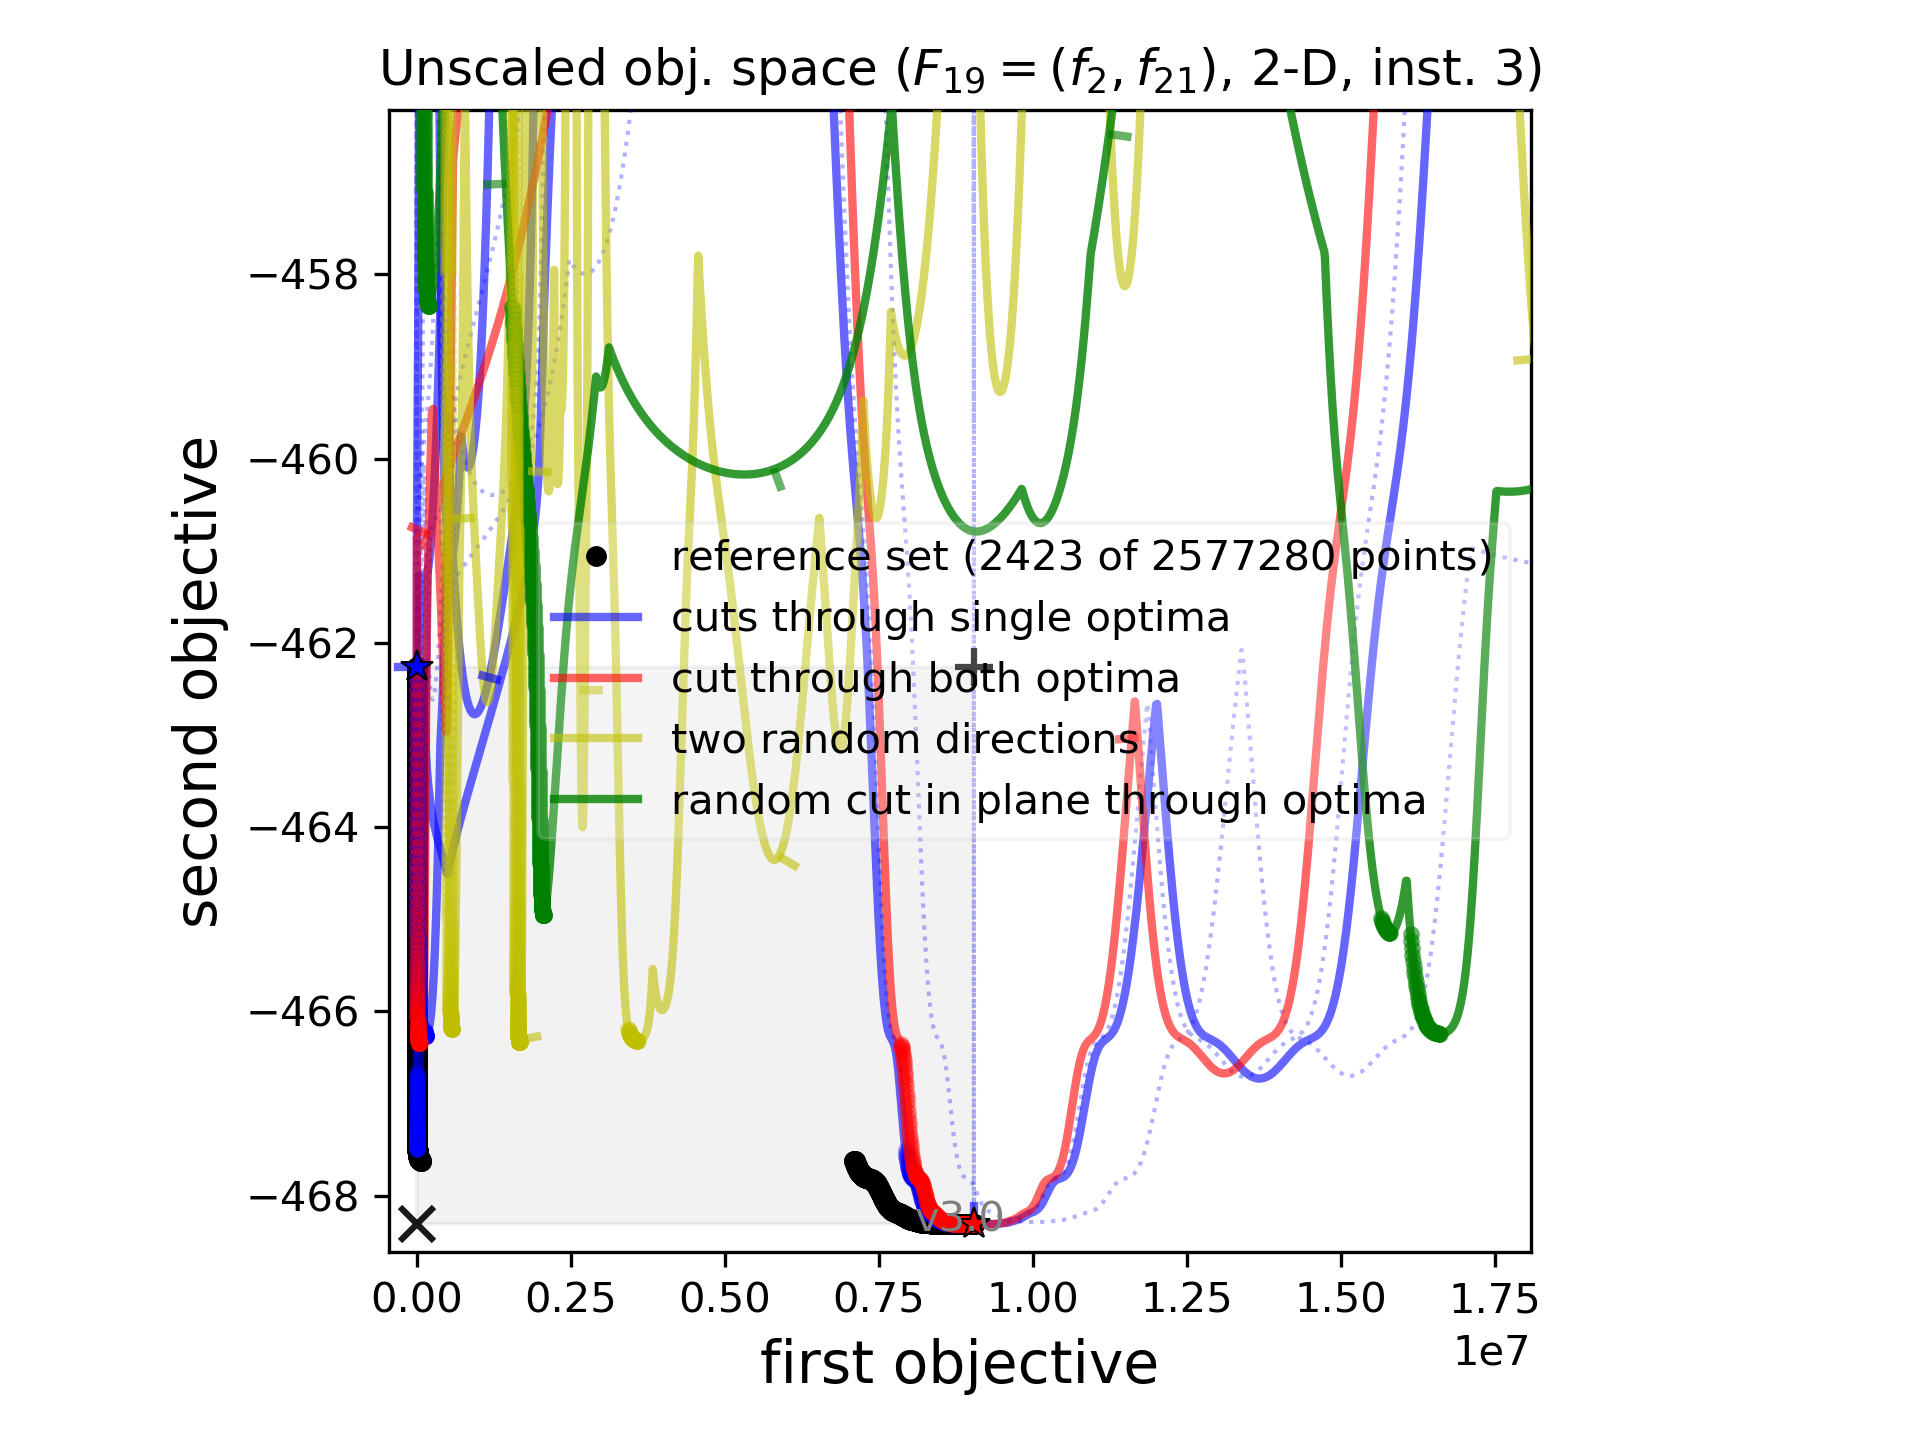 Unscaled obj. space (F19 = (f2, f21), 2-D, inst. 3)
second objective
−458
−460
−462
−464
−466
−468
reference set (2423 of 2577280 points)
cuts through single optima
cut through both optima
two random directions
random cut in plane through optima
v3.0
0.00 0.25 0.50 0.75 1.00 1.25 1.50 1.75
1e7
first objective